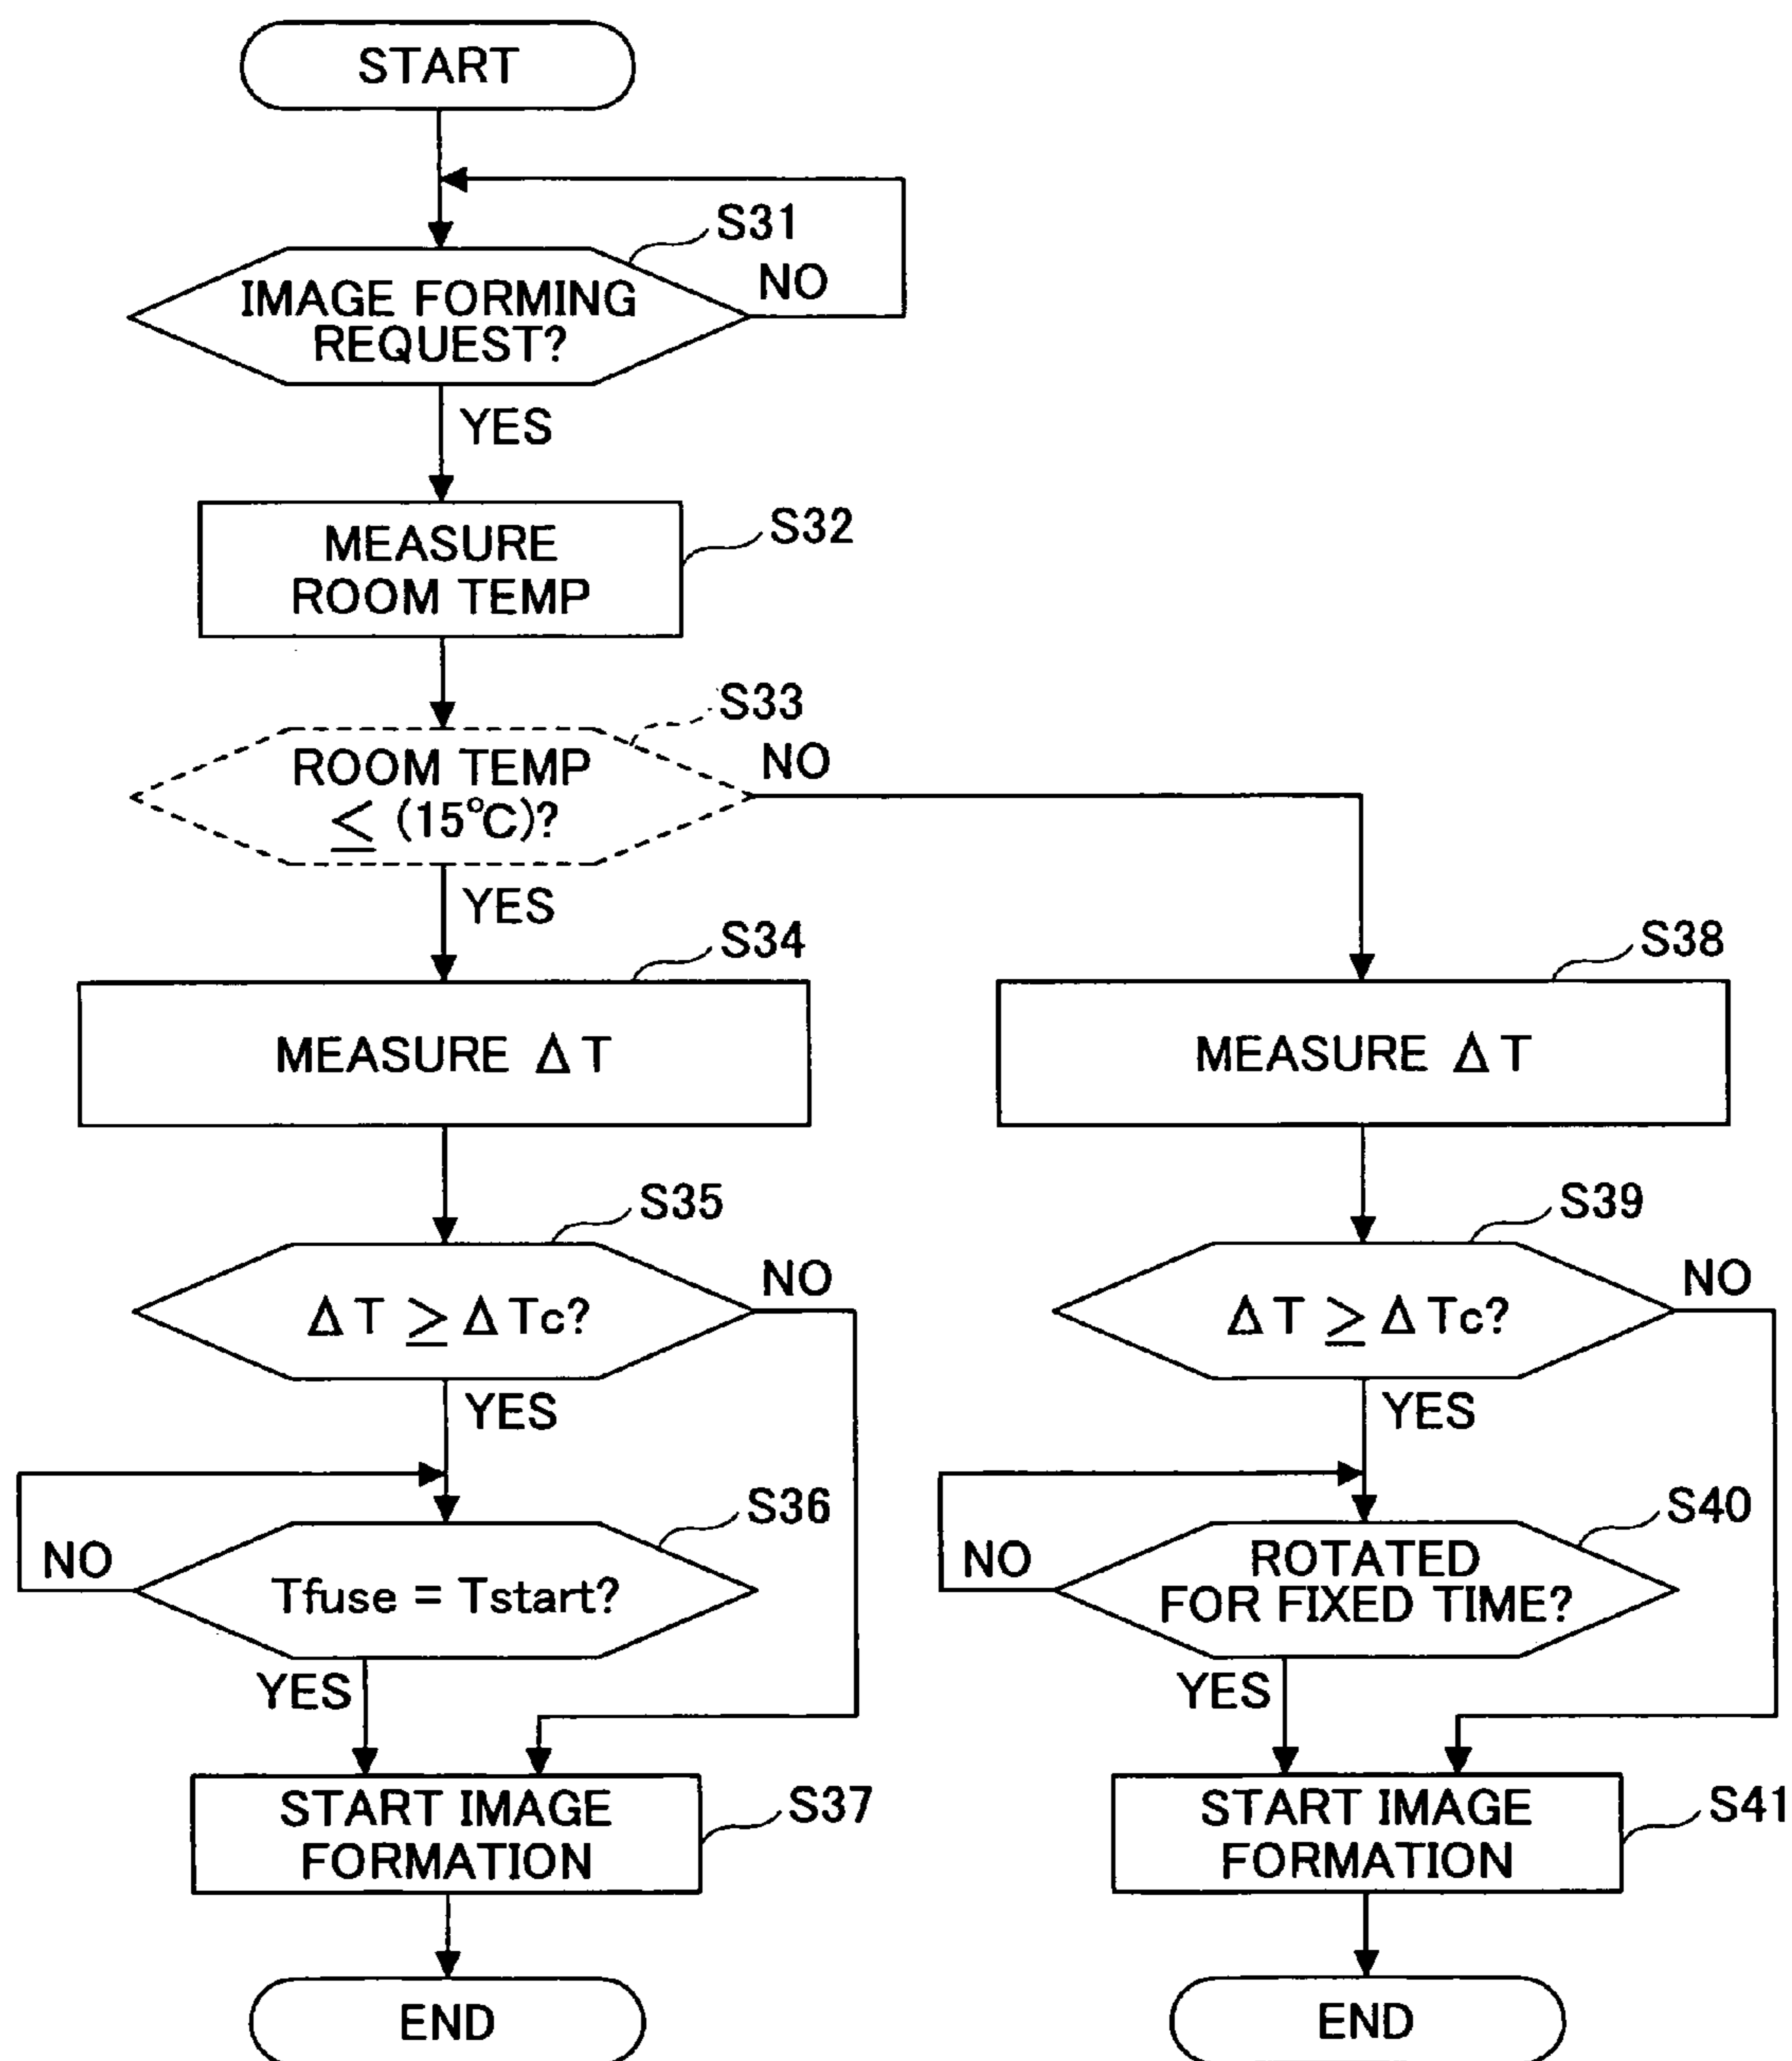 START
S31
IMAGE FORMING
REQUEST?
NO
YES
S32
MEASURE
ROOM TEMP
S33
ROOM TEMP
≤ (15°C)?
NO
YES
S34
MEASURE ΔT
S35
ΔT ≥ ΔTc?
NO
YES
S36
Tfuse = Tstart?
NO
YES
S37
START IMAGE
FORMATION
END
S38
MEASURE ΔT
S39
ΔT ≥ ΔTc?
NO
YES
S40
ROTATED
FOR FIXED TIME?
NO
YES
S41
START IMAGE
FORMATION
END